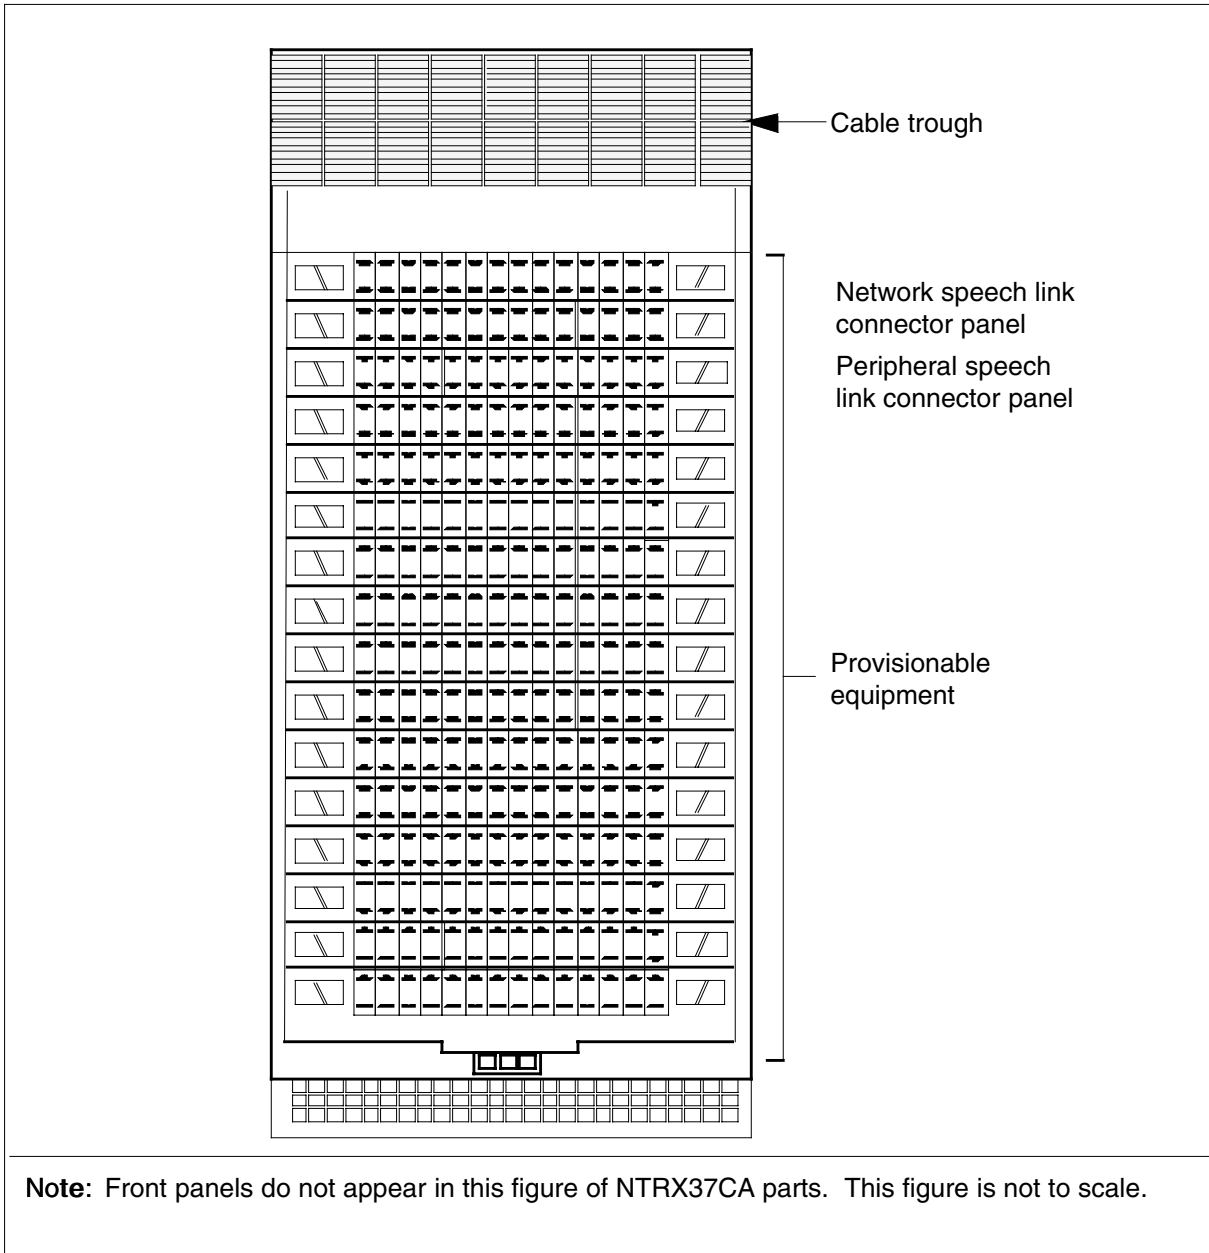 Cable trough
Network speech link
connector panel
Peripheral speech
link connector panel
Provisionable
equipment
Note: Front panels do not appear in this figure of NTRX37CA parts. This figure is not to scale.